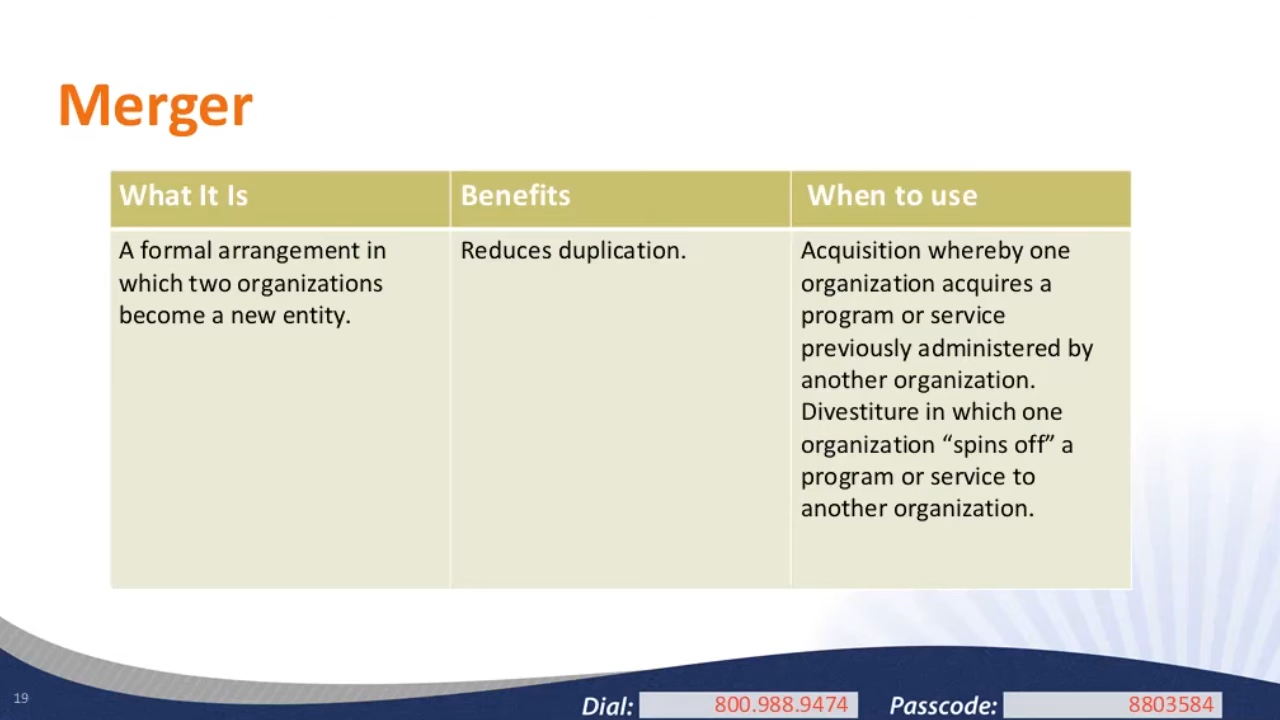 Merger
What It Is
Benefits
When to use
A formal arrangement in
which two organizations
become a new entity.
Reduces duplication.
Acquisition whereby one
organization acquires a
program or service
previously administered by
another organization.
Divestiture in which one
organization “spins off” a
program or service to
another organization.
19
Dial: 800.988.9474 Passcode: 8803584